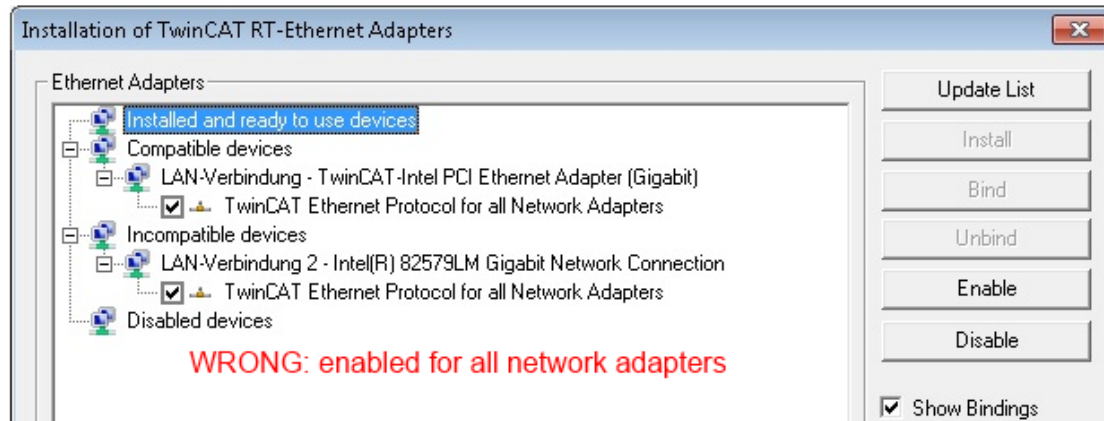 Installation of TwinCAT RT-Ethernet Adapters
Ethernet Adapters
Installed and ready to use devices
Compatible devices
LAN-Verbindung - TwinCAT-Intel PCI Ethernet Adapter (Gigabit)
TwinCAT Ethernet Protocol for all Network Adapters
Incompatible devices
LAN-Verbindung 2 - Intel(R) 82579LM Gigabit Network Connection
TwinCAT Ethernet Protocol for all Network Adapters
Disabled devices
WRONG: enabled for all network adapters
Update List
Install
Bind
Unbind
Enable
Disable
Show Bindings